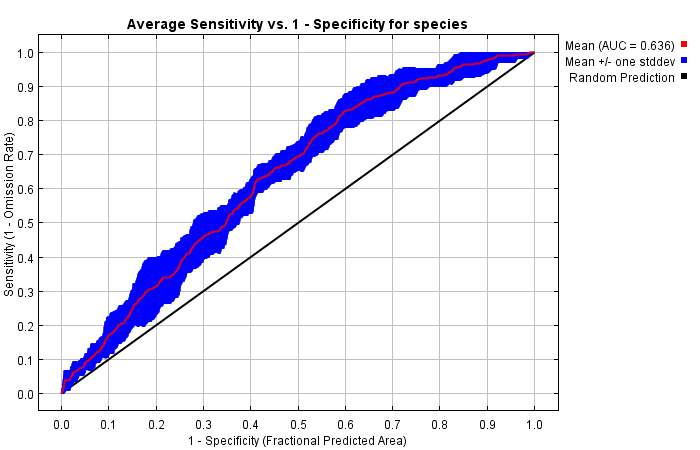 Average Sensitivity vs. 1 - Specificity for species
Mean (AUC = 0.636)
Mean +/- one stddev
Random Prediction
Sensitivity (1 - Omission Rate)
1.0
0.9
0.8
0.7
0.6
0.5
0.4
0.3
0.2
0.1
0.0
0.0 0.1 0.2 0.3 0.4 0.5 0.6 0.7 0.8 0.9 1.0
1 - Specificity (Fractional Predicted Area)